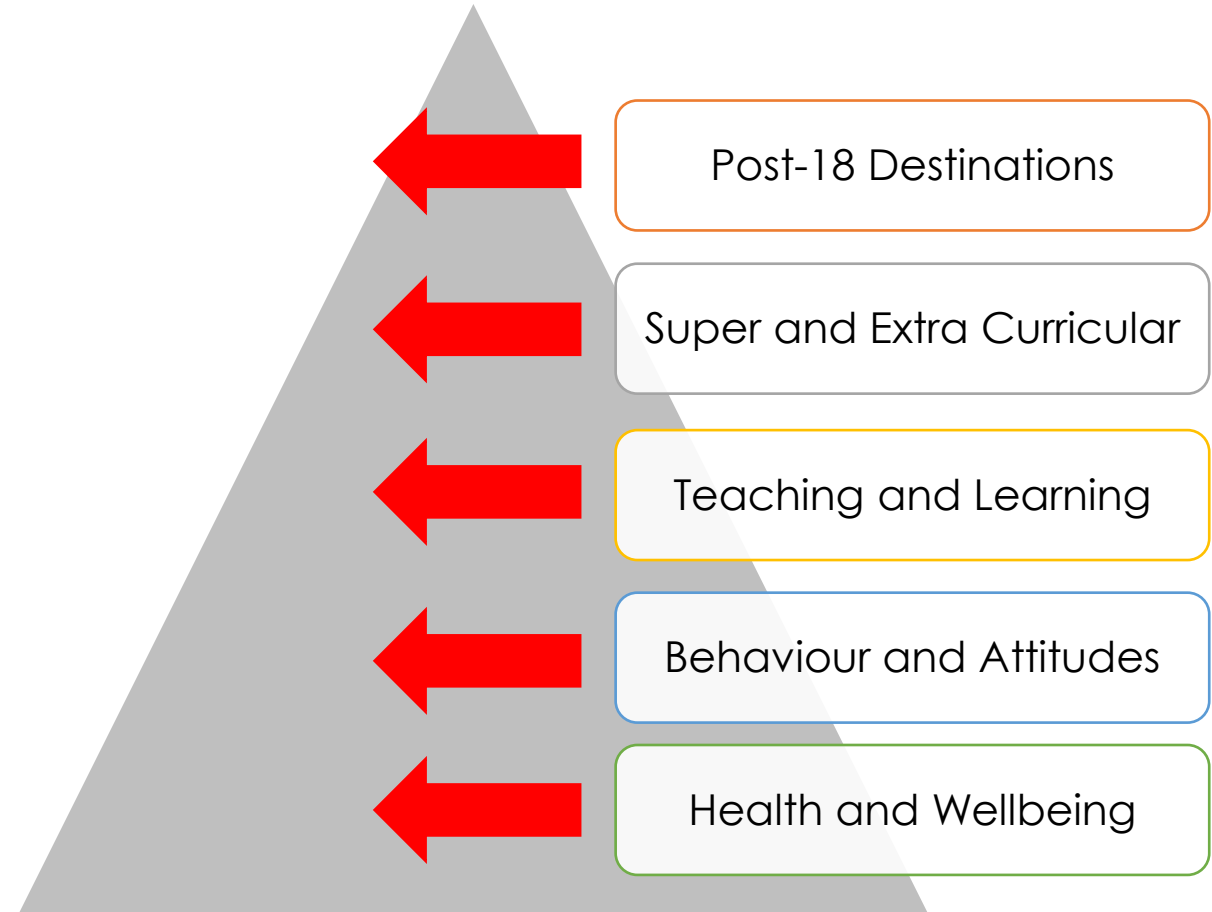 Post-18 Destinations
Super and Extra Curricular
Teaching and Learning
Behaviour and Attitudes
Health and Wellbeing